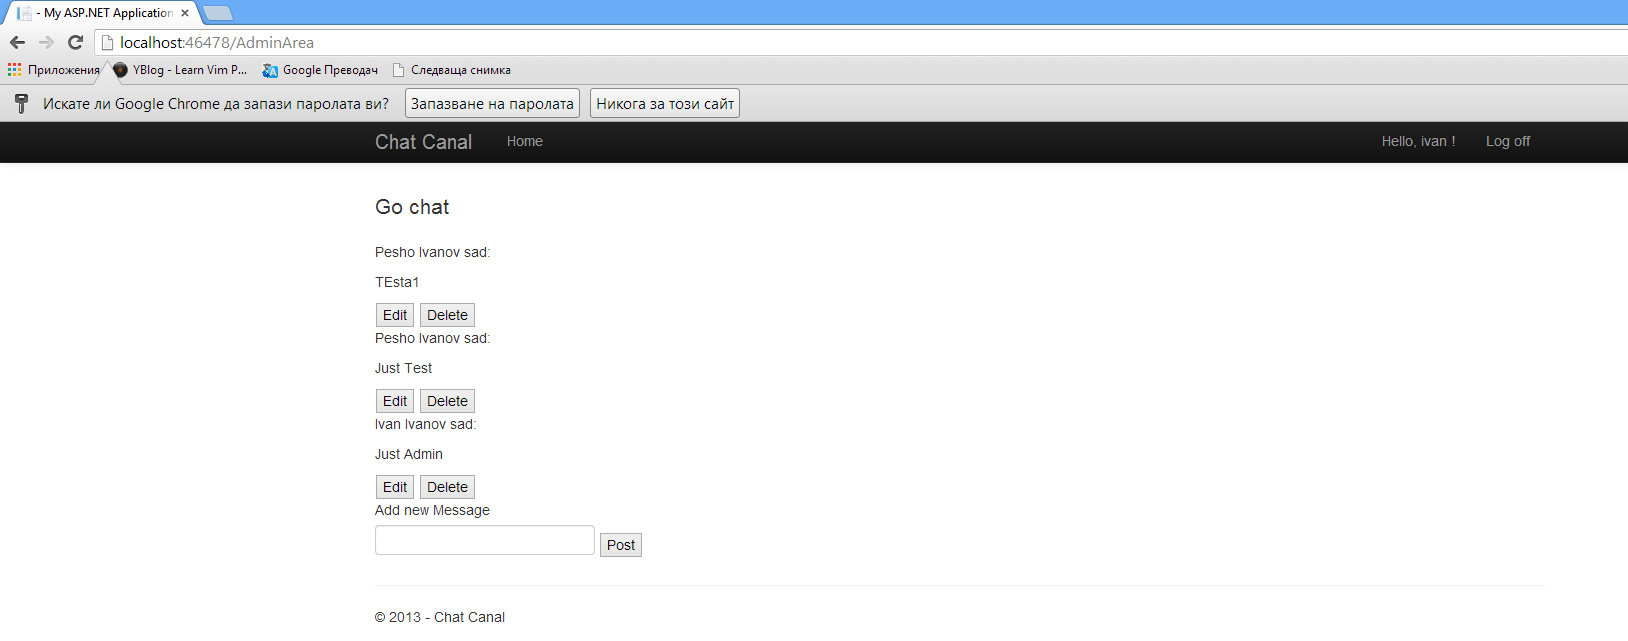 - My ASP.NET Application
localhost:46478/AdminArea
Приложения YBlog - Learn Vim P... Google Преводач Следваща снимка
Искате ли Google Chrome да запази паролата ви? Запазване на паролата Никога за този сайт
Chat Canal Home Hello, ivan ! Log off
Go chat
Pesho Ivanov sad:
TEsta1
Edit Delete
Pesho Ivanov sad:
Just Test
Edit Delete
Ivan Ivanov sad:
Just Admin
Edit Delete
Add new Message
Post
© 2013 - Chat Canal